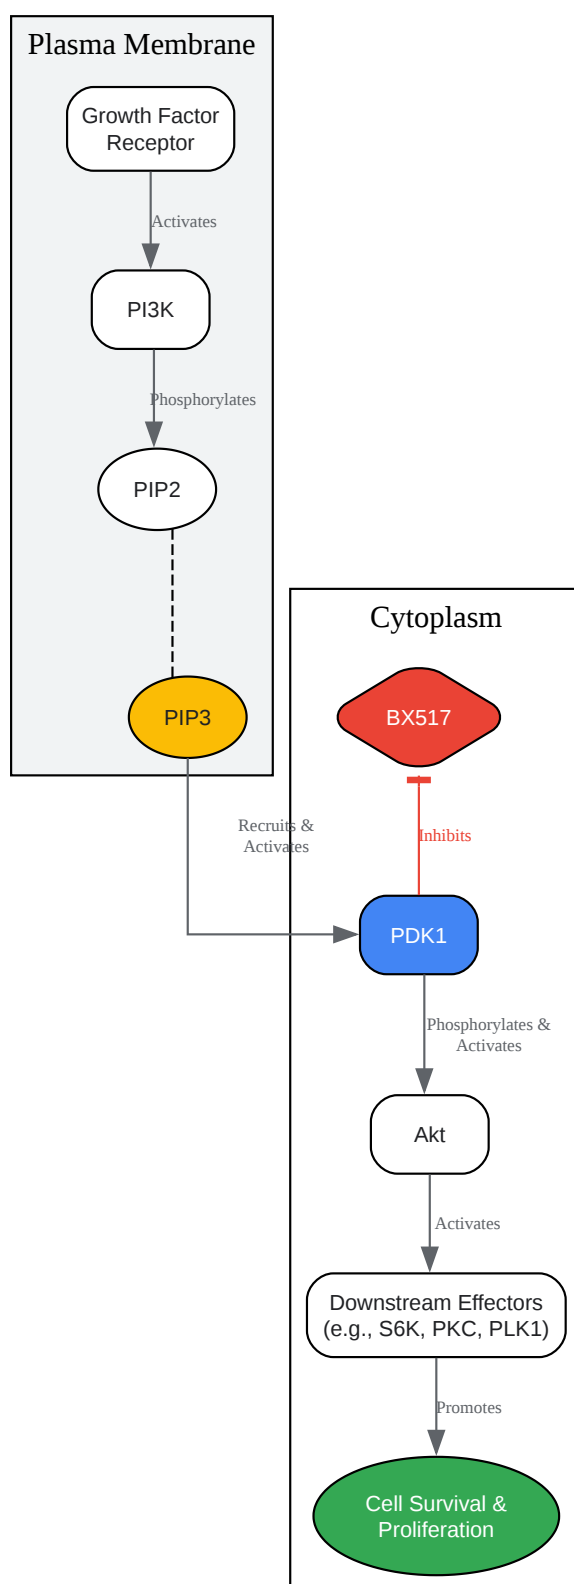 Plasma Membrane
Growth Factor
Receptor
Activates
PI3K
Phosphorylates
PIP2
PIP3
Cytoplasm
BX517
Recruits &
Activates
Inhibits
PDK1
Phosphorylates &
Activates
Akt
Activates
Downstream Effectors
(e.g., S6K, PKC, PLK1)
Promotes
Cell Survival &
Proliferation